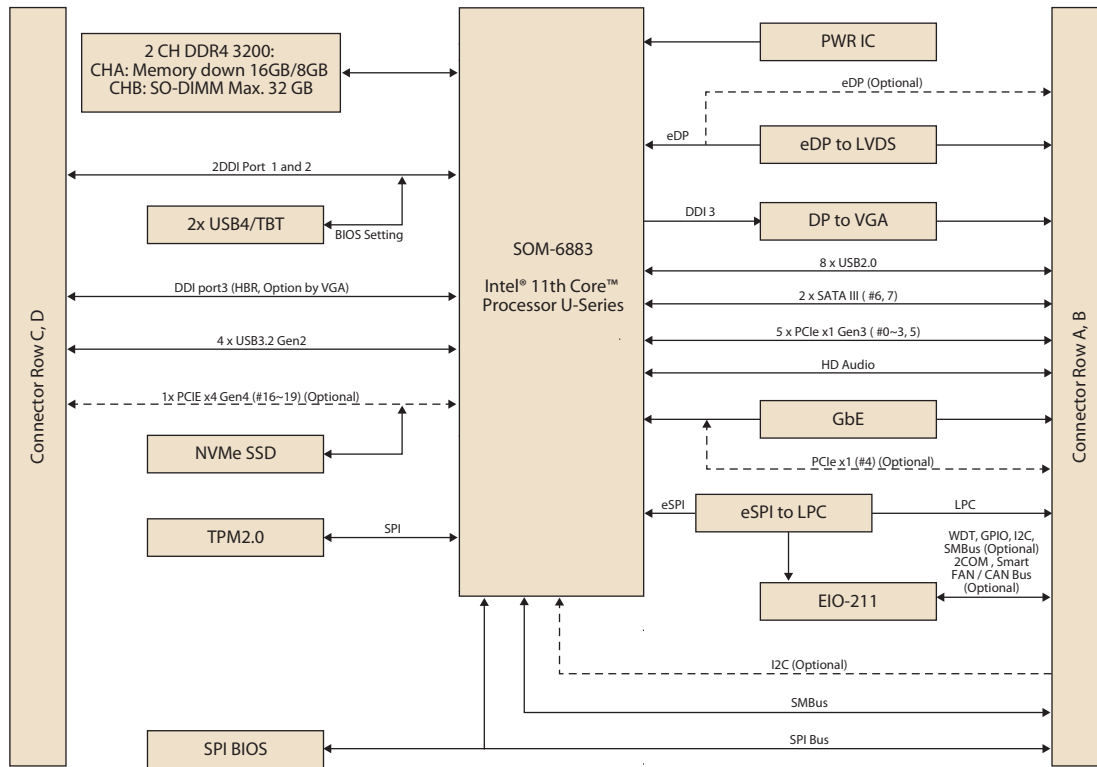 Connector Row C, D
2 CH DDR4 3200:
CHA: Memory down 16GB/8GB
CHB: SO-DIMM Max. 32 GB
2DDI Port 1 and 2
2x USB4/TBT
BIOS Setting
DDI port3 (HBR, Option by VGA)
4 x USB3.2 Gen2
1x PCIE x4 Gen4 (#16~19) (Optional)
NVMe SSD
TPM2.0
SPI
SPI BIOS
SOM-6883
Intel® 11th Core™
Processor U-Series
PWR IC
eDP (Optional)
eDP
eDP to LVDS
DDI 3
DP to VGA
8 x USB2.0
2 x SATA III ( #6, 7)
5 x PCIe x1 Gen3 ( #0~3, 5)
HD Audio
GbE
PCIe x1 (#4) (Optional)
eSPI
eSPI to LPC
LPC
WDT, GPIO, I2C,
SMBus (Optional)
2COM , Smart
FAN / CAN Bus
(Optional)
EIO-211
I2C (Optional)
SMBus
SPI Bus
Connector Row A, B